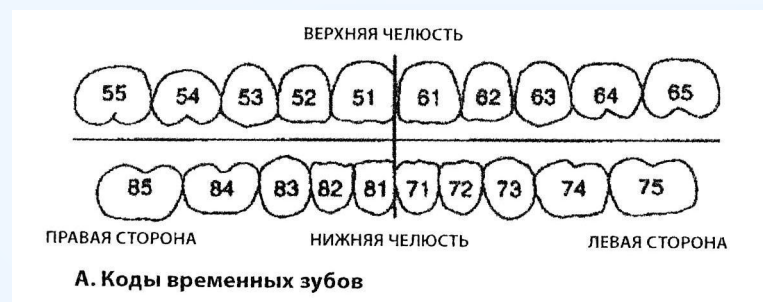 ВЕРХНЯЯ ЧЕЛЮСТЬ
55 54 53 52 51 61 62 63 64 65
85 84 83 82 81 71 72 73 74 75
ПРАВАЯ СТОРОНА НИЖНЯЯ ЧЕЛЮСТЬ ЛЕВАЯ СТОРОНА
А. Коды временных зубов